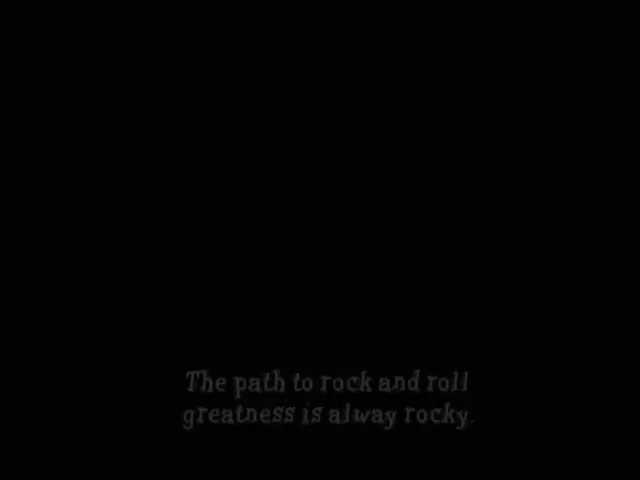 The path to rock and roll
greatness is alway rocky.